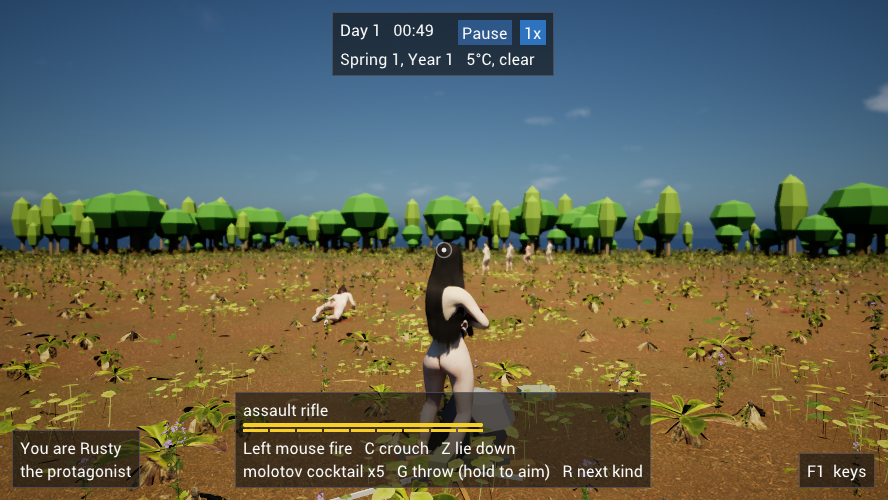 Day 1 00:49 Pause 1x
Spring 1, Year 1 5°C, clear
assault rifle
Left mouse fire C crouch Z lie down
molotov cocktail x5 G throw (hold to aim) R next kind
You are Rusty
the protagonist
F1 keys